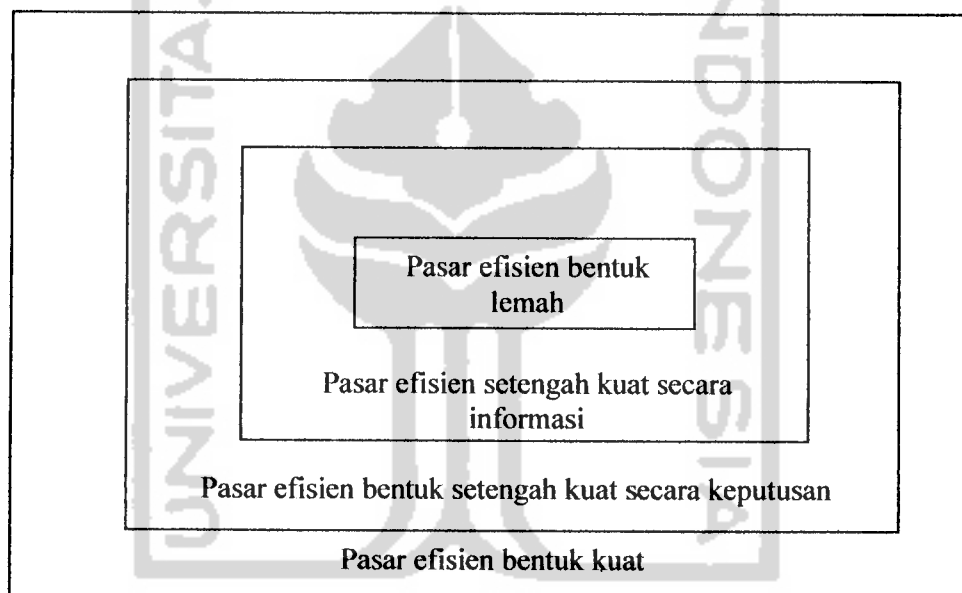 Pasar efisien bentuk
lemah
Pasar efisien setengah kuat secara
informasi
Pasar efisien bentuk setengah kuat secara keputusan
Pasar efisien bentuk kuat